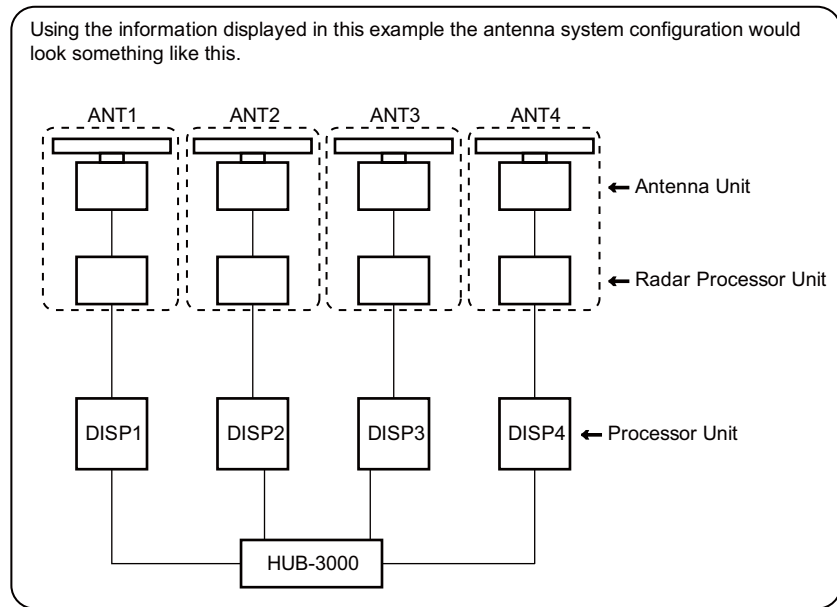 Using the information displayed in this example the antenna system configuration would
look something like this.
ANT1 ANT2 ANT3 ANT4
Antenna Unit
Radar Processor Unit
DISP1 DISP2 DISP3 DISP4 Processor Unit
HUB-3000